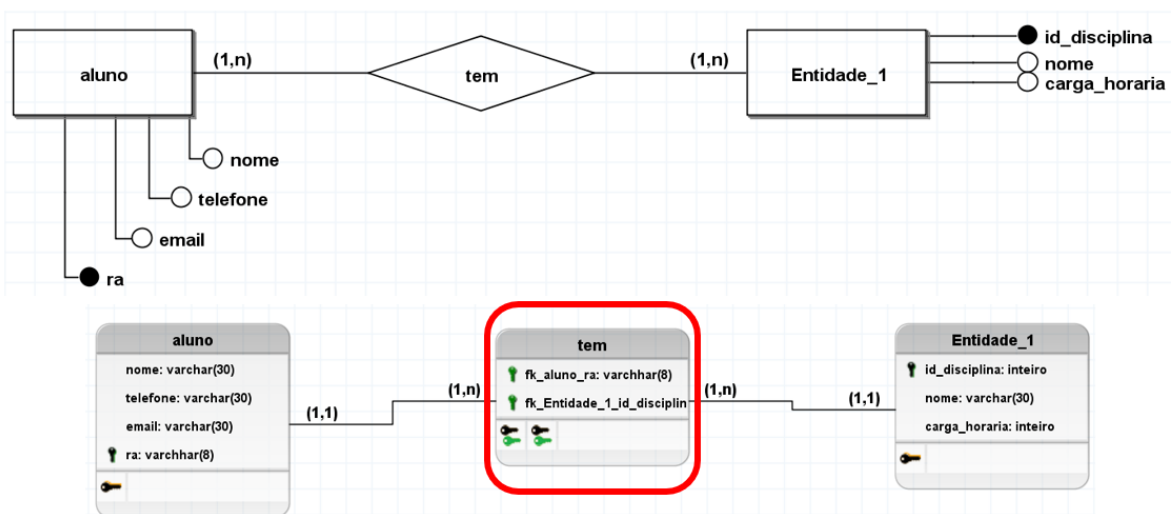 aluno
(1,n)
tem
(1,n)
Entidade_1
id_disciplina
nome
carga_horaria
nome
telefone
email
ra
aluno
nome: varchar(30)
telefone: varchar(30)
email: varchar(30)
ra: varchhar(8)
(1,1)
(1,n)
tem
fk_aluno_ra: varchhar(8)
fk_Entidade_1_id_disciplin
(1,n)
(1,1)
Entidade_1
id_disciplina: inteiro
nome: varchar(30)
carga_horaria: inteiro